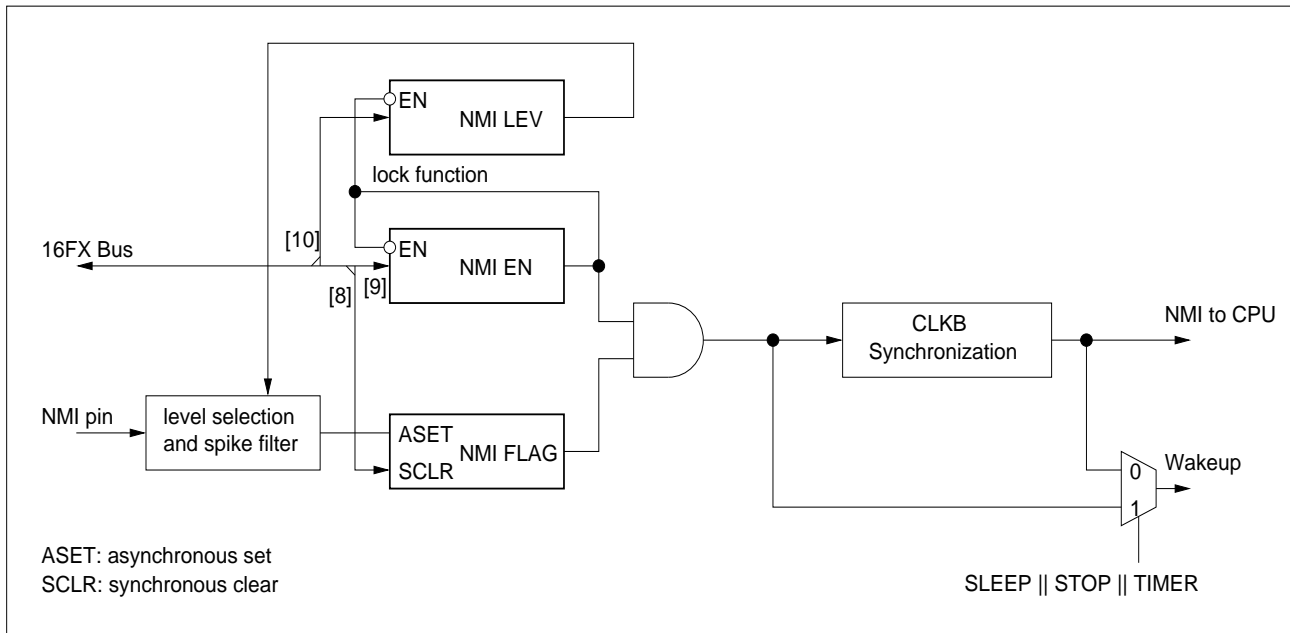 EN
NMI LEV
lock function
16FX Bus
[10]
EN
NMI EN
[9]
[8]
CLKB
Synchronization
NMI to CPU
NMI pin
level selection
and spike filter
ASET
NMI FLAG
SCLR
Wakeup
0
1
ASET: asynchronous set
SCLR: synchronous clear
SLEEP || STOP || TIMER